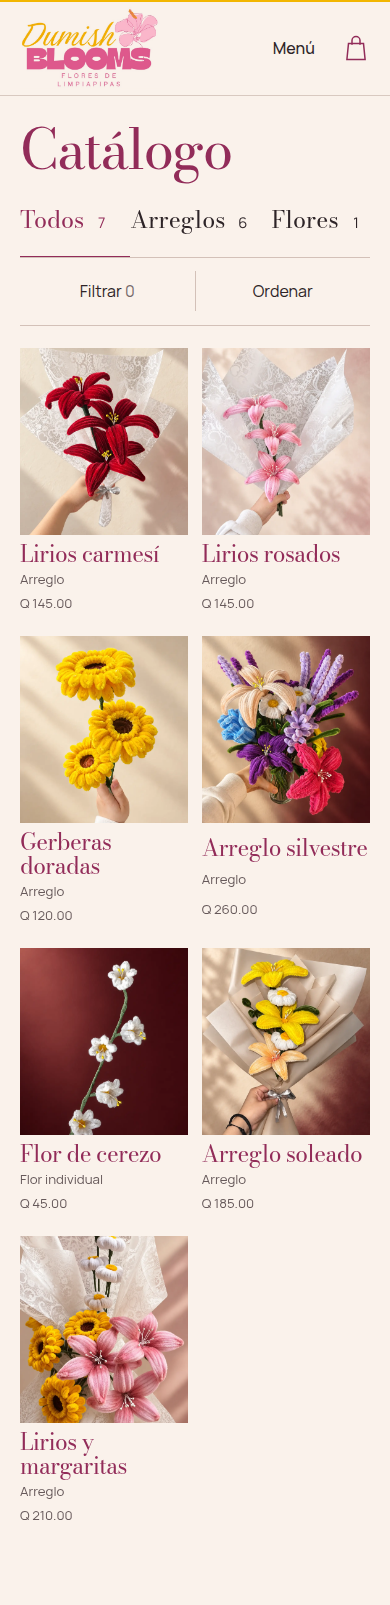 Dumish
BLOOMS
FLORES DE
LIMPIAPIPAS
Menú
Catálogo
Todos 7 Arreglos 6 Flores 1
Filtrar 0 Ordenar
Lirios carmesí
Arreglo
Q 145.00
Lirios rosados
Arreglo
Q 145.00
Gerberas
doradas
Arreglo
Q 120.00
Arreglo silvestre
Arreglo
Q 260.00
Flor de cerezo
Flor individual
Q 45.00
Arreglo soleado
Arreglo
Q 185.00
Lirios y
margaritas
Arreglo
Q 210.00